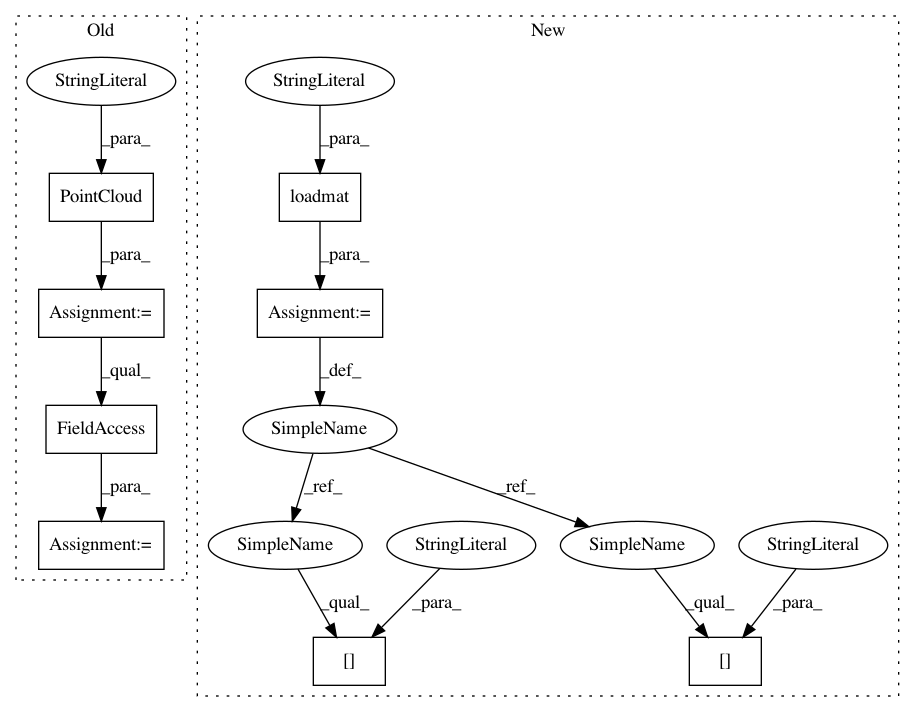 Old
New
StringLiteral
StringLiteral
_para_
_para_
PointCloud
loadmat
_para_
_para_
Assignment:=
Assignment:=
_qual_
_def_
FieldAccess
SimpleName
_para_
_ref_
_ref_
Assignment:=
SimpleName
StringLiteral
SimpleName
StringLiteral
_qual_
_para_
_qual_
_para_
[]
[]